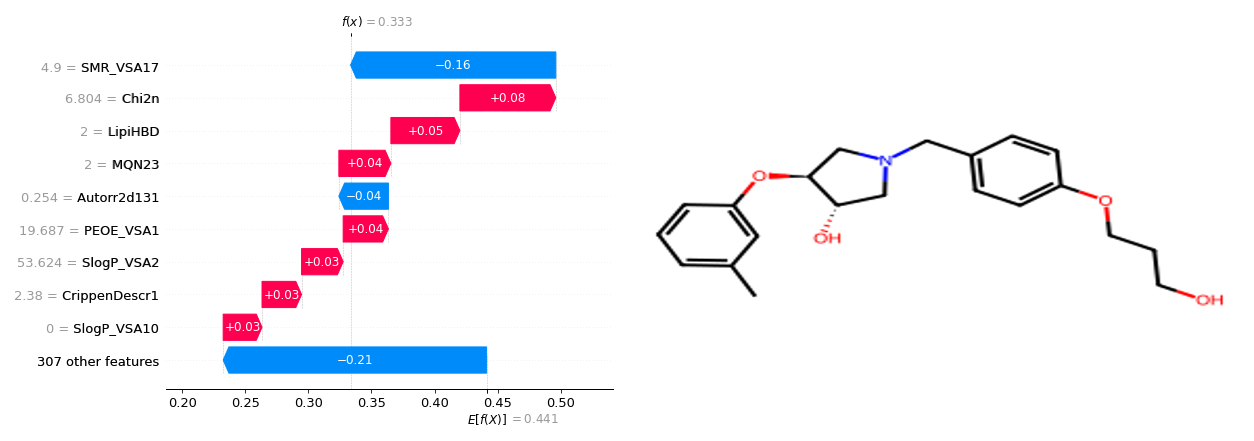 f(x) = 0.333
4.9 = SMR_VSA17
−0.16
6.804 = Chi2n
+0.08
2 = LipiHBD
+0.05
2 = MQN23
+0.04
0.254 = Autorr2d131
−0.04
19.687 = PEOE_VSA1
+0.04
53.624 = SlogP_VSA2
+0.03
2.38 = CrippenDescr1
+0.03
0 = SlogP_VSA10
+0.03
307 other features
−0.21
0.20 0.25 0.30 0.35 0.40 0.45 0.50
E[f(X)] = 0.441
N
O
OH
O
OH